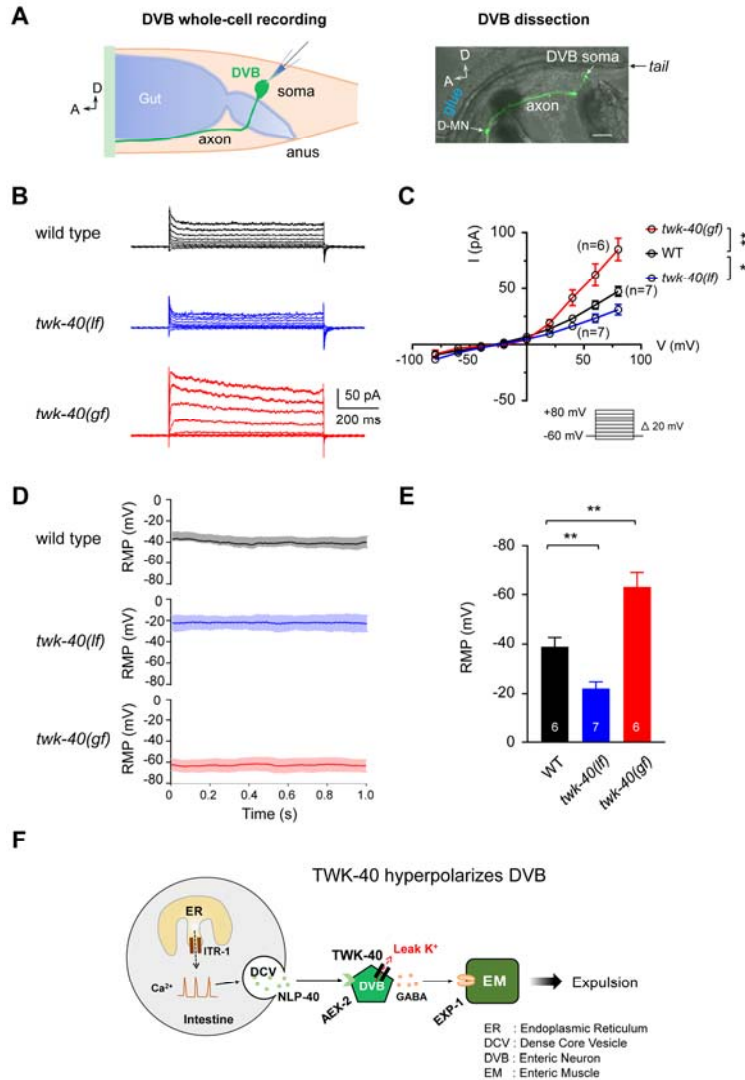 A
DVB whole-cell recording
DVB dissection
D
A
DVB
soma
Gut
axon
anus
D
A
glue
DVB soma
tail
axon
D-MN
B
wild type
twk-40(lf)
twk-40(gf)
50 pA
200 ms
C
I (pA)
100
50
-50
-100
-50
50
100
V (mV)
(n=6)
(n=7)
(n=7)
twk-40(gf)
WT
twk-40(lf)
**
*
+80 mV
-60 mV
Δ 20 mV
D
wild type
RMP (mV)
0
-20
-40
-60
-80
twk-40(lf)
RMP (mV)
0
-20
-40
-60
-80
twk-40(gf)
RMP (mV)
0
-20
-40
-60
-80
0
0.2
0.4
0.6
0.8
1.0
Time (s)
E
RMP (mV)
-80
-60
-40
-20
0
**
**
6
7
6
WT
twk-40(lf)
twk-40(gf)
F
TWK-40 hyperpolarizes DVB
ER
ITR-1
Ca²⁺
Intestine
DCV
NLP-40
TWK-40
Leak K⁺
AEX-2
DVB
GABA
EXP-1
EM
Expulsion
ER : Endoplasmic Reticulum
DCV : Dense Core Vesicle
DVB : Enteric Neuron
EM : Enteric Muscle